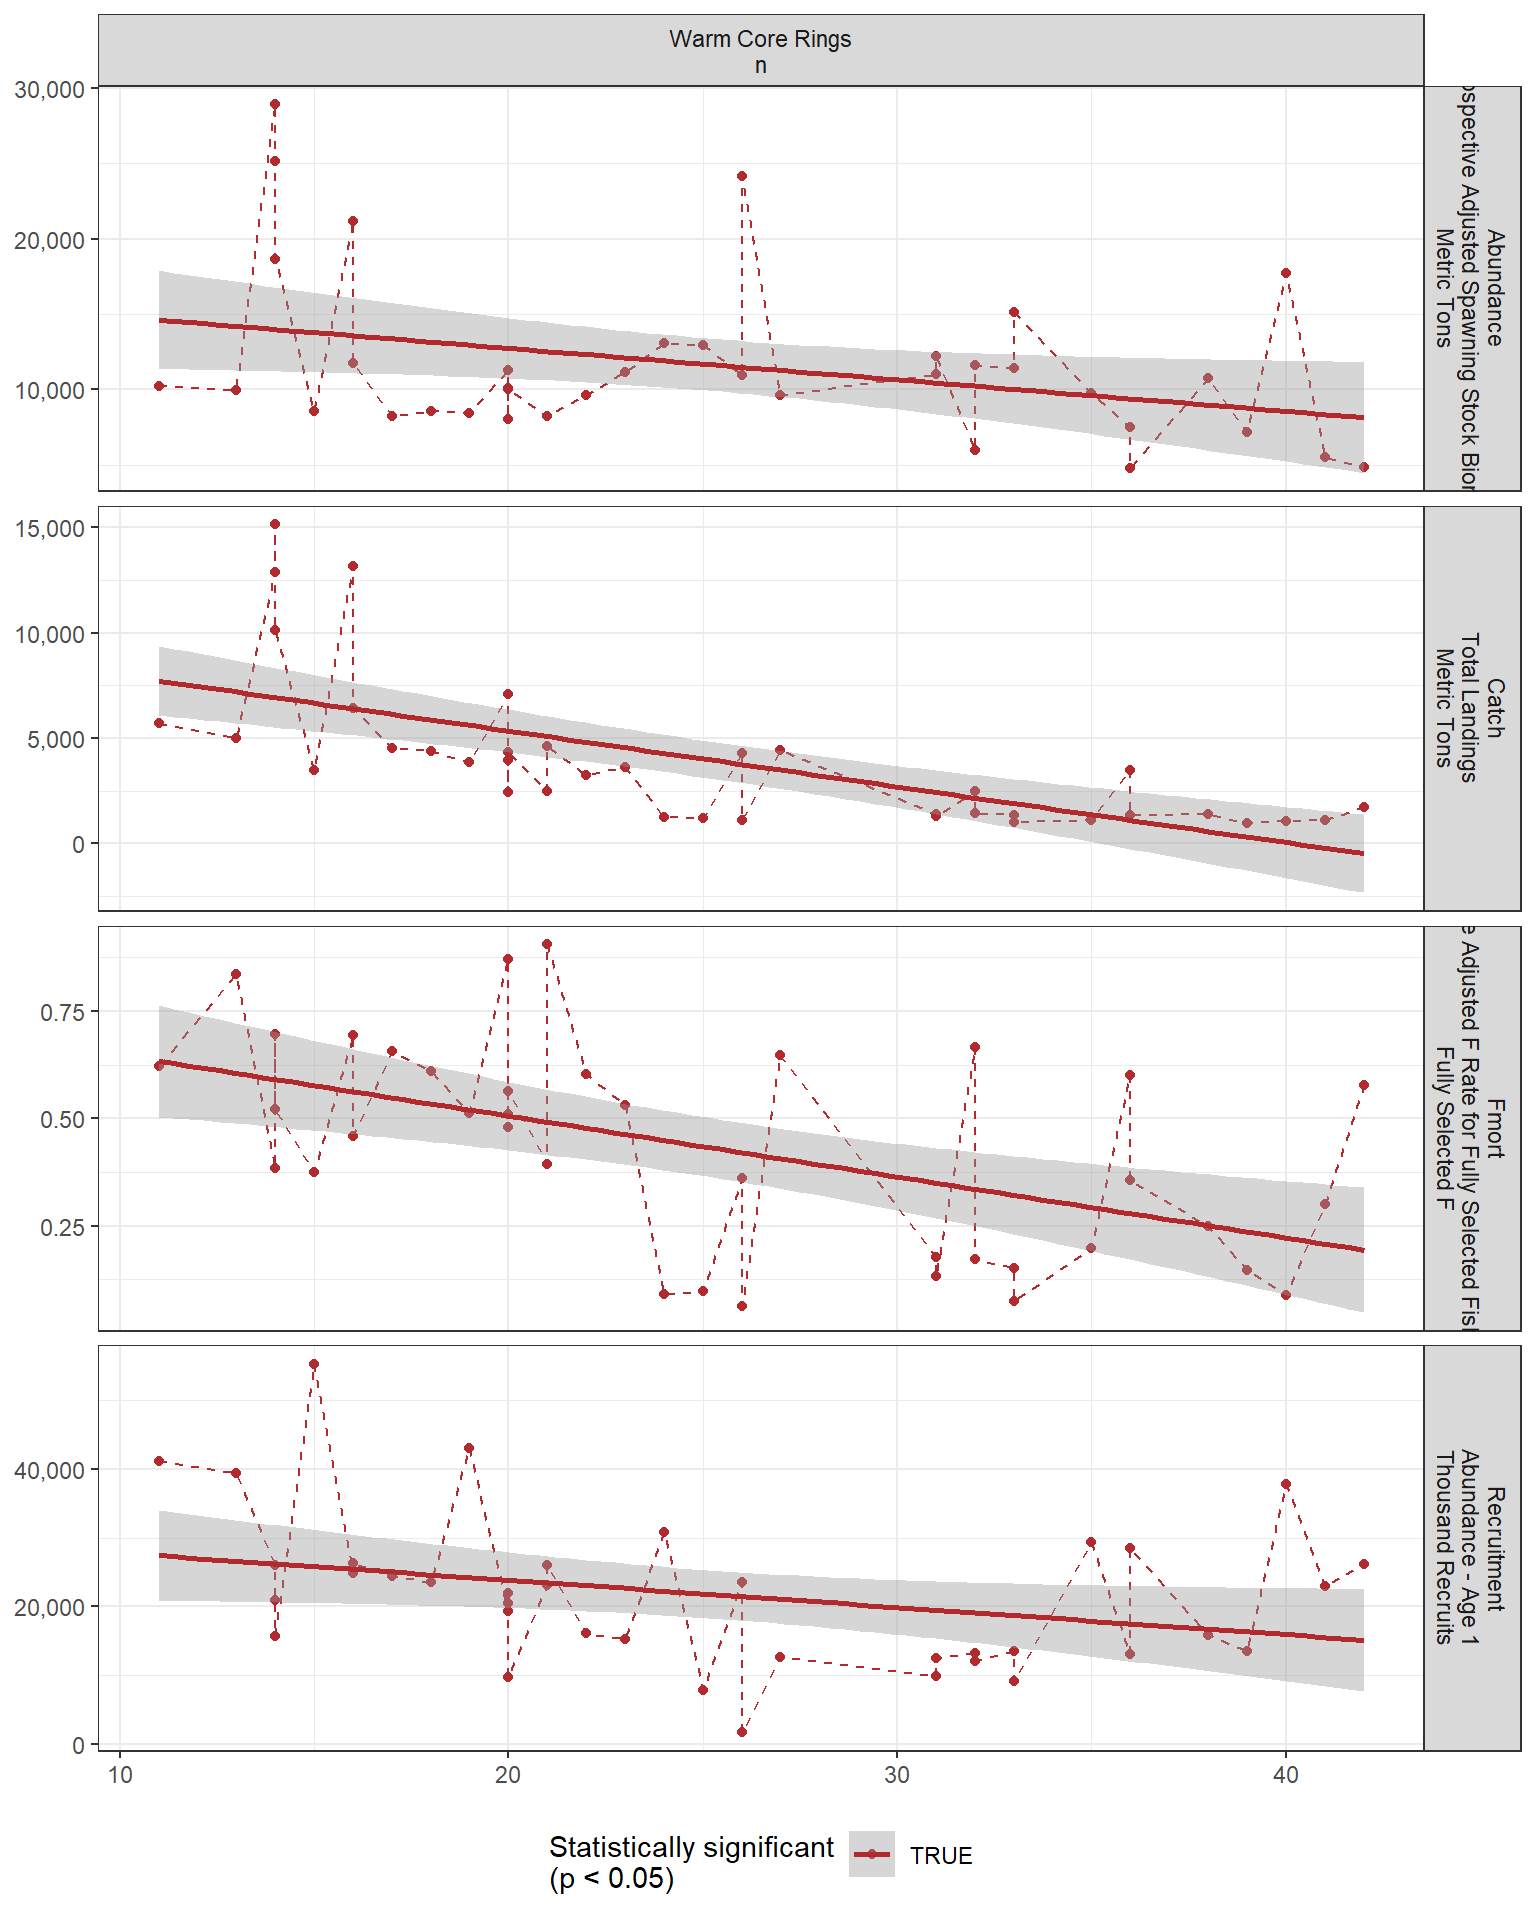 Warm Core Rings
n
30,000
20,000
10,000
Abundance
Adjusted Spawning Stock
Metric Tons
15,000
10,000
5,000
0
Catch
Total Landings
Metric Tons
0.75
0.50
0.25
Fmort
Adjusted F Rate for Fully Selected
Fully Selected F
40,000
20,000
0
Recruitment
Abundance - Age 1
Thousand Recruits
10
20
30
40
Statistically significant
(p < 0.05)
TRUE